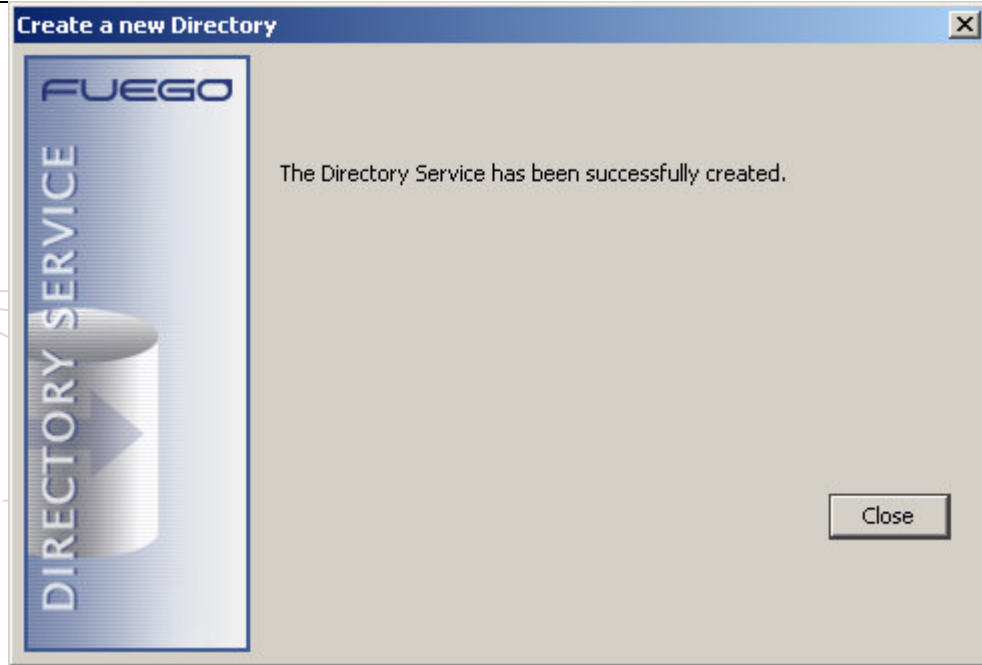 Create a new Directory
FUEGO
DIRECTORY SERVICE
The Directory Service has been successfully created.
Close